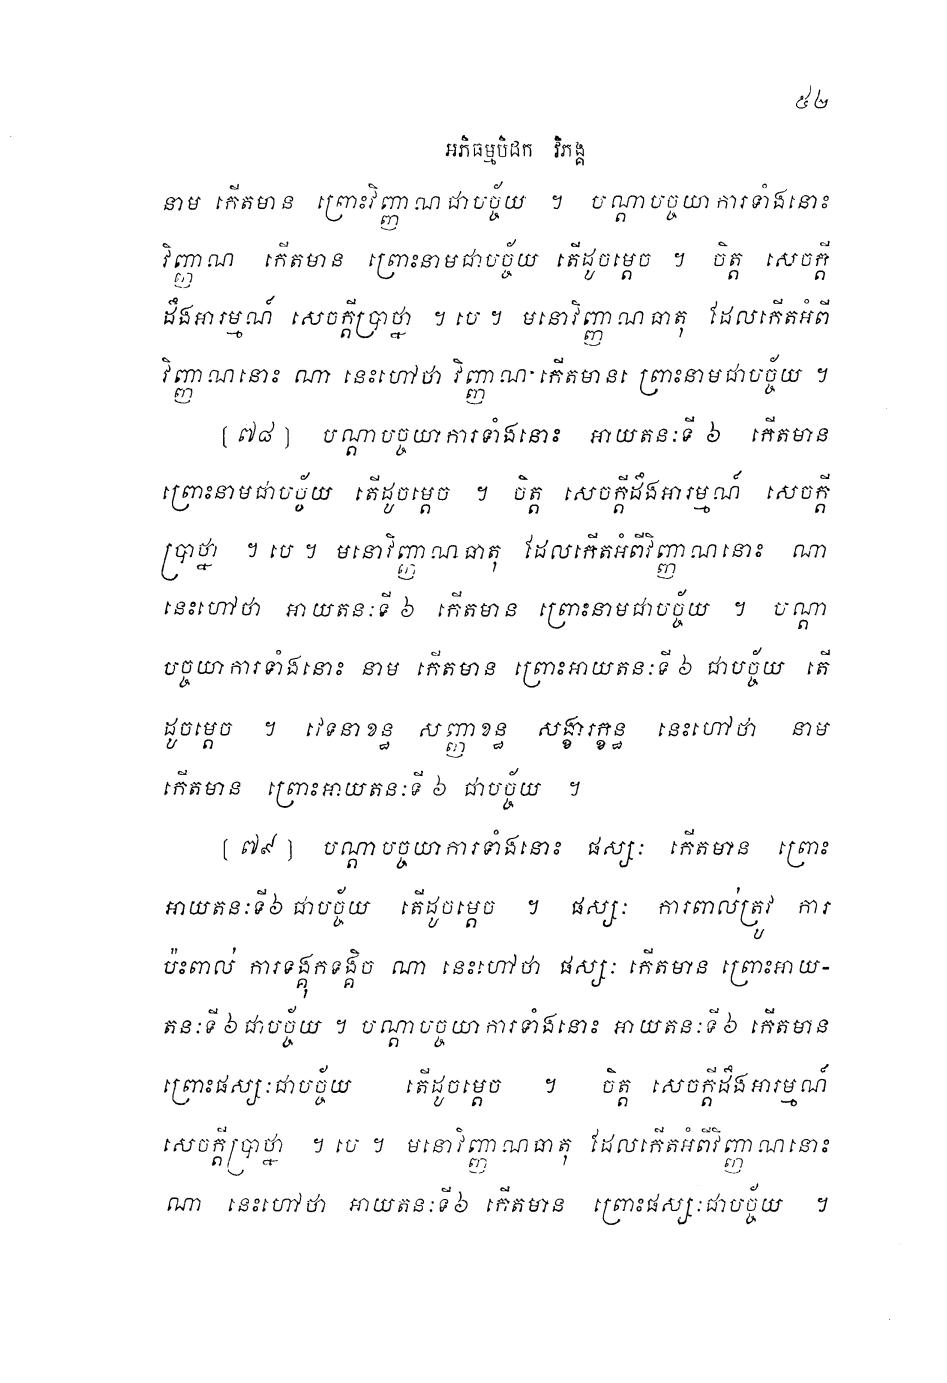 ៥២
អភិធម្មបិដក វិភង្គ
នាម កើតមាន ព្រោះវិញ្ញាណជាបច្ច័យ ។ បណ្តាបច្ចយាការទាំងនោះ
វិញ្ញាណ កើតមាន ព្រោះនាមជាបច្ច័យ តើដូចម្តេច ។ ចិត្ត សេចក្តី
ដឹងអារម្មណ៍ សេចក្តីប្រាថ្នា ។ បេ ។ មនោវិញ្ញាណធាតុ ដែលកើតអំពី
វិញ្ញាណនោះ ណា នេះហៅថា វិញ្ញាណ កើតមាន ព្រោះនាមជាបច្ច័យ ។
(៧៨) បណ្តាបច្ចយាការទាំងនោះ អាយតនៈទី ៦ កើតមាន
ព្រោះនាមជាបច្ច័យ តើដូចម្តេច ។ ចិត្ត សេចក្តីដឹងអារម្មណ៍ សេចក្តី
ប្រាថ្នា ។ បេ ។ មនោវិញ្ញាណធាតុ ដែលកើតអំពីវិញ្ញាណនោះ ណា
នេះហៅថា អាយតនៈទី ៦ កើតមាន ព្រោះនាមជាបច្ច័យ ។ បណ្តា
បច្ចយាការទាំងនោះ នាម កើតមាន ព្រោះអាយតនៈទី ៦ ជាបច្ច័យ តើ
ដូចម្តេច ។ វេទនាខន្ធ សញ្ញាខន្ធ សង្ខារក្ខន្ធ នេះហៅថា នាម
កើតមាន ព្រោះអាយតនៈទី ៦ ជាបច្ច័យ ។
(៧៩) បណ្តាបច្ចយាការទាំងនោះ ផស្សៈ កើតមាន ព្រោះ
អាយតនៈទី៦ ជាបច្ច័យ តើដូចម្តេច ។ ផស្សៈ ការពាល់ត្រូវ ការ
ប៉ះពាល់ ការទង្គុកទង្គិច ណា នេះហៅថា ផស្សៈ កើតមាន ព្រោះអាយ-
តនៈទី ៦ ជាបច្ច័យ ។ បណ្តាបច្ចយាការទាំងនោះ អាយតនៈទី ៦ កើតមាន
ព្រោះផស្សៈជាបច្ច័យ តើដូចម្តេច ។ ចិត្ត សេចក្តីដឹងអារម្មណ៍
សេចក្តីប្រាថ្នា ។ បេ ។ មនោវិញ្ញាណធាតុ ដែលកើតអំពីវិញ្ញាណនោះ
ណា នេះហៅថា អាយតនៈទី៦ កើតមាន ព្រោះផស្សៈជាបច្ច័យ ។